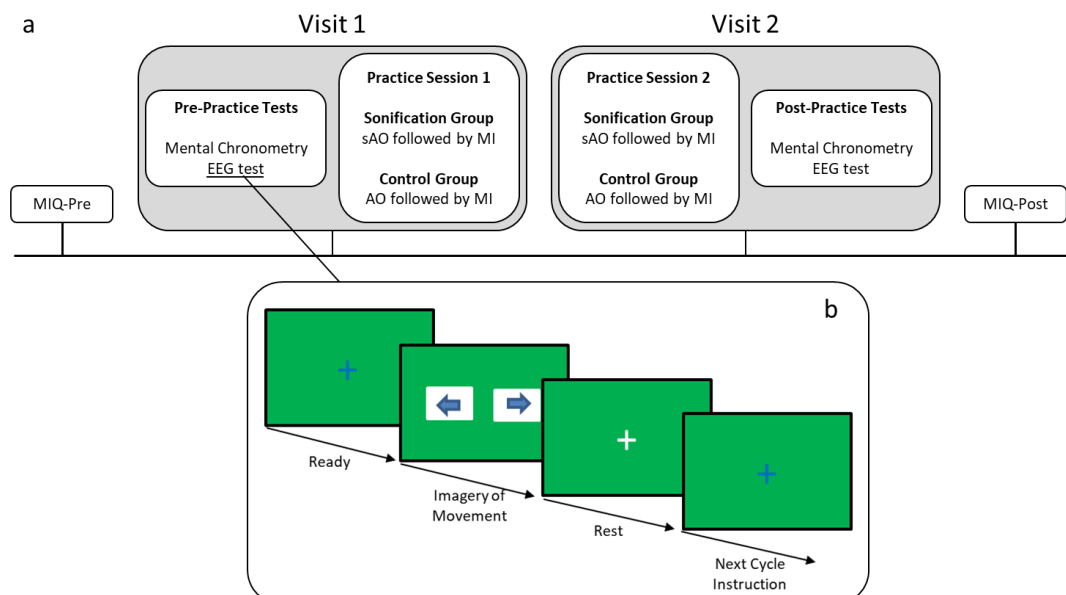 a
Visit 1
Visit 2
MIQ-Pre
Pre-Practice Tests
Mental Chronometry
EEG test
Practice Session 1
Sonification Group
sAO followed by MI
Control Group
AO followed by MI
Practice Session 2
Sonification Group
sAO followed by MI
Control Group
AO followed by MI
Post-Practice Tests
Mental Chronometry
EEG test
MIQ-Post
b
Ready
Imagery of
Movement
Rest
Next Cycle
Instruction